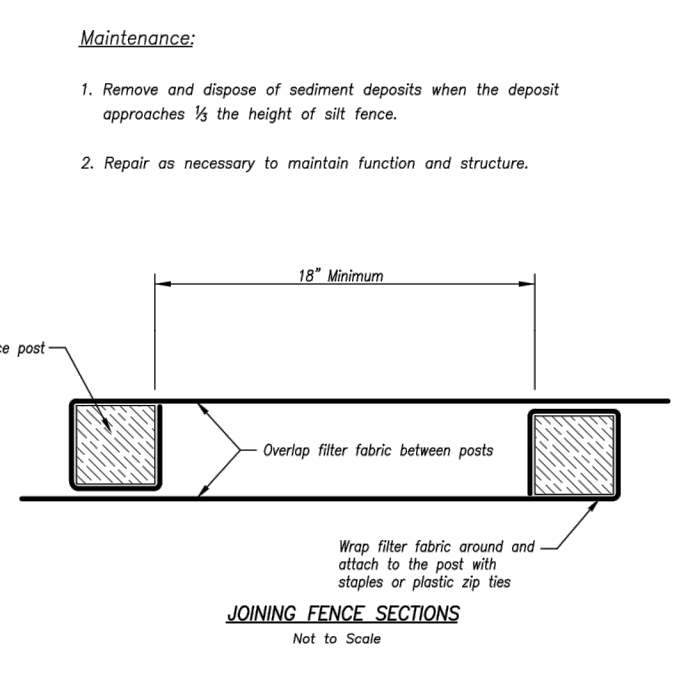 Maintenance:
1. Remove and dispose of sediment deposits when the deposit
approaches ⅓ the height of silt fence.
2. Repair as necessary to maintain function and structure.
18" Minimum
post
Overlap filter fabric between posts
Wrap filter fabric around and
attach to the post with
staples or plastic zip ties
JOINING FENCE SECTIONS
Not to Scale